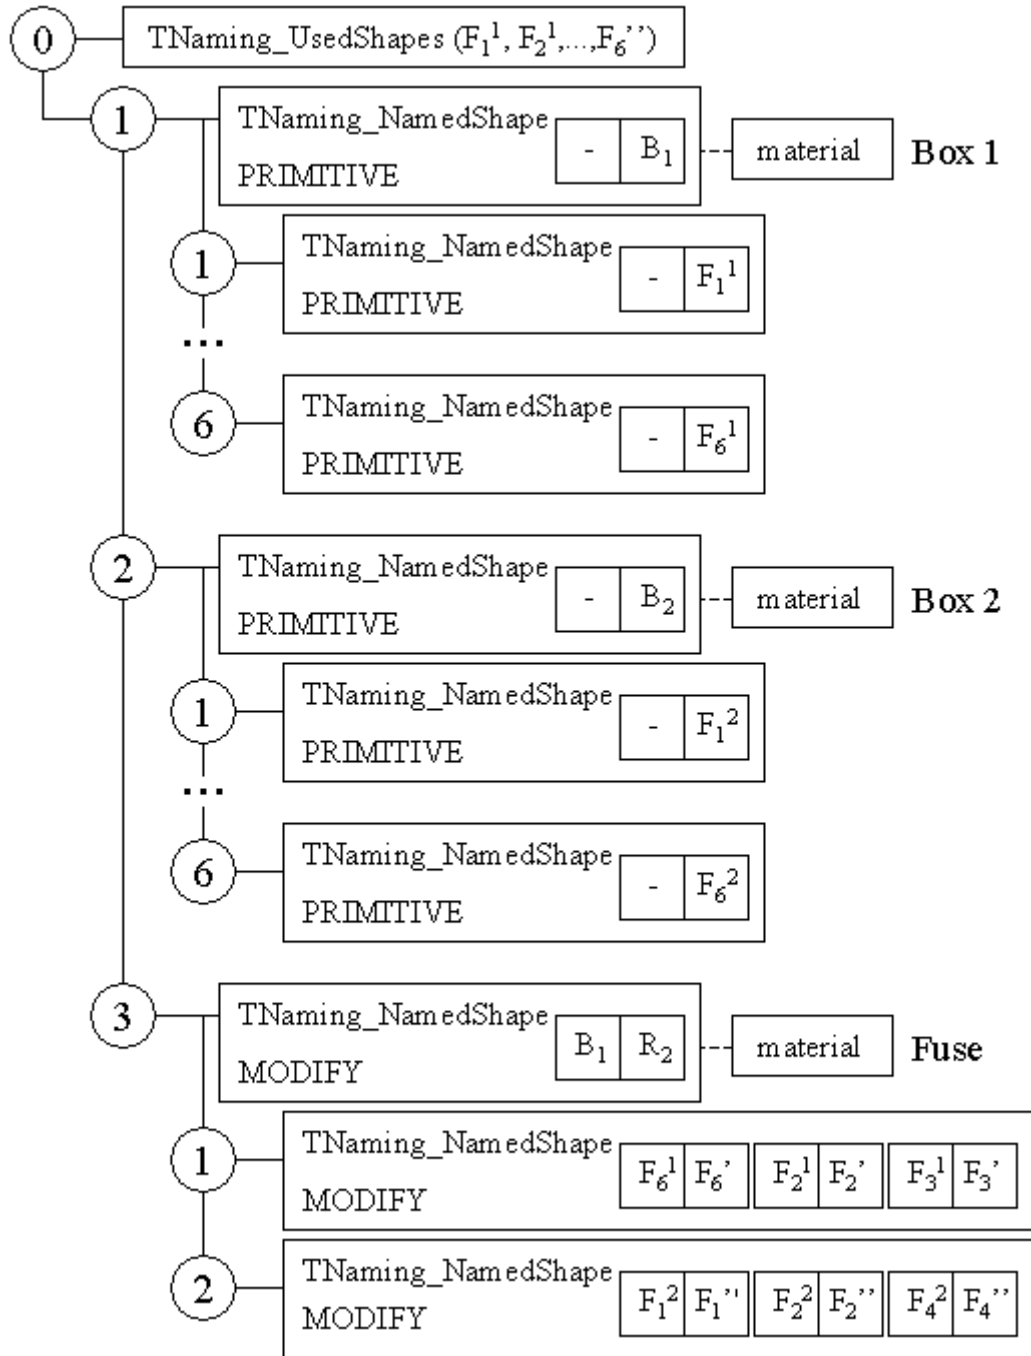 0 TNaming_UsedShapes (F₁¹, F₂¹,...,F₆’’)
1 TNaming_NamedShape
PRIMITIVE
- B₁ material Box 1
1 TNaming_NamedShape
PRIMITIVE
- F₁¹
...
6 TNaming_NamedShape
PRIMITIVE
- F₆¹
2 TNaming_NamedShape
PRIMITIVE
- B₂ material Box 2
1 TNaming_NamedShape
PRIMITIVE
- F₁²
...
6 TNaming_NamedShape
PRIMITIVE
- F₆²
3 TNaming_NamedShape
MODIFY
B₁ R₂ material Fuse
1 TNaming_NamedShape
MODIFY
F₆¹ F₆’ F₂¹ F₂’ F₃¹ F₃’
2 TNaming_NamedShape
MODIFY
F₁² F₁’’ F₂² F₂’’ F₄² F₄’’